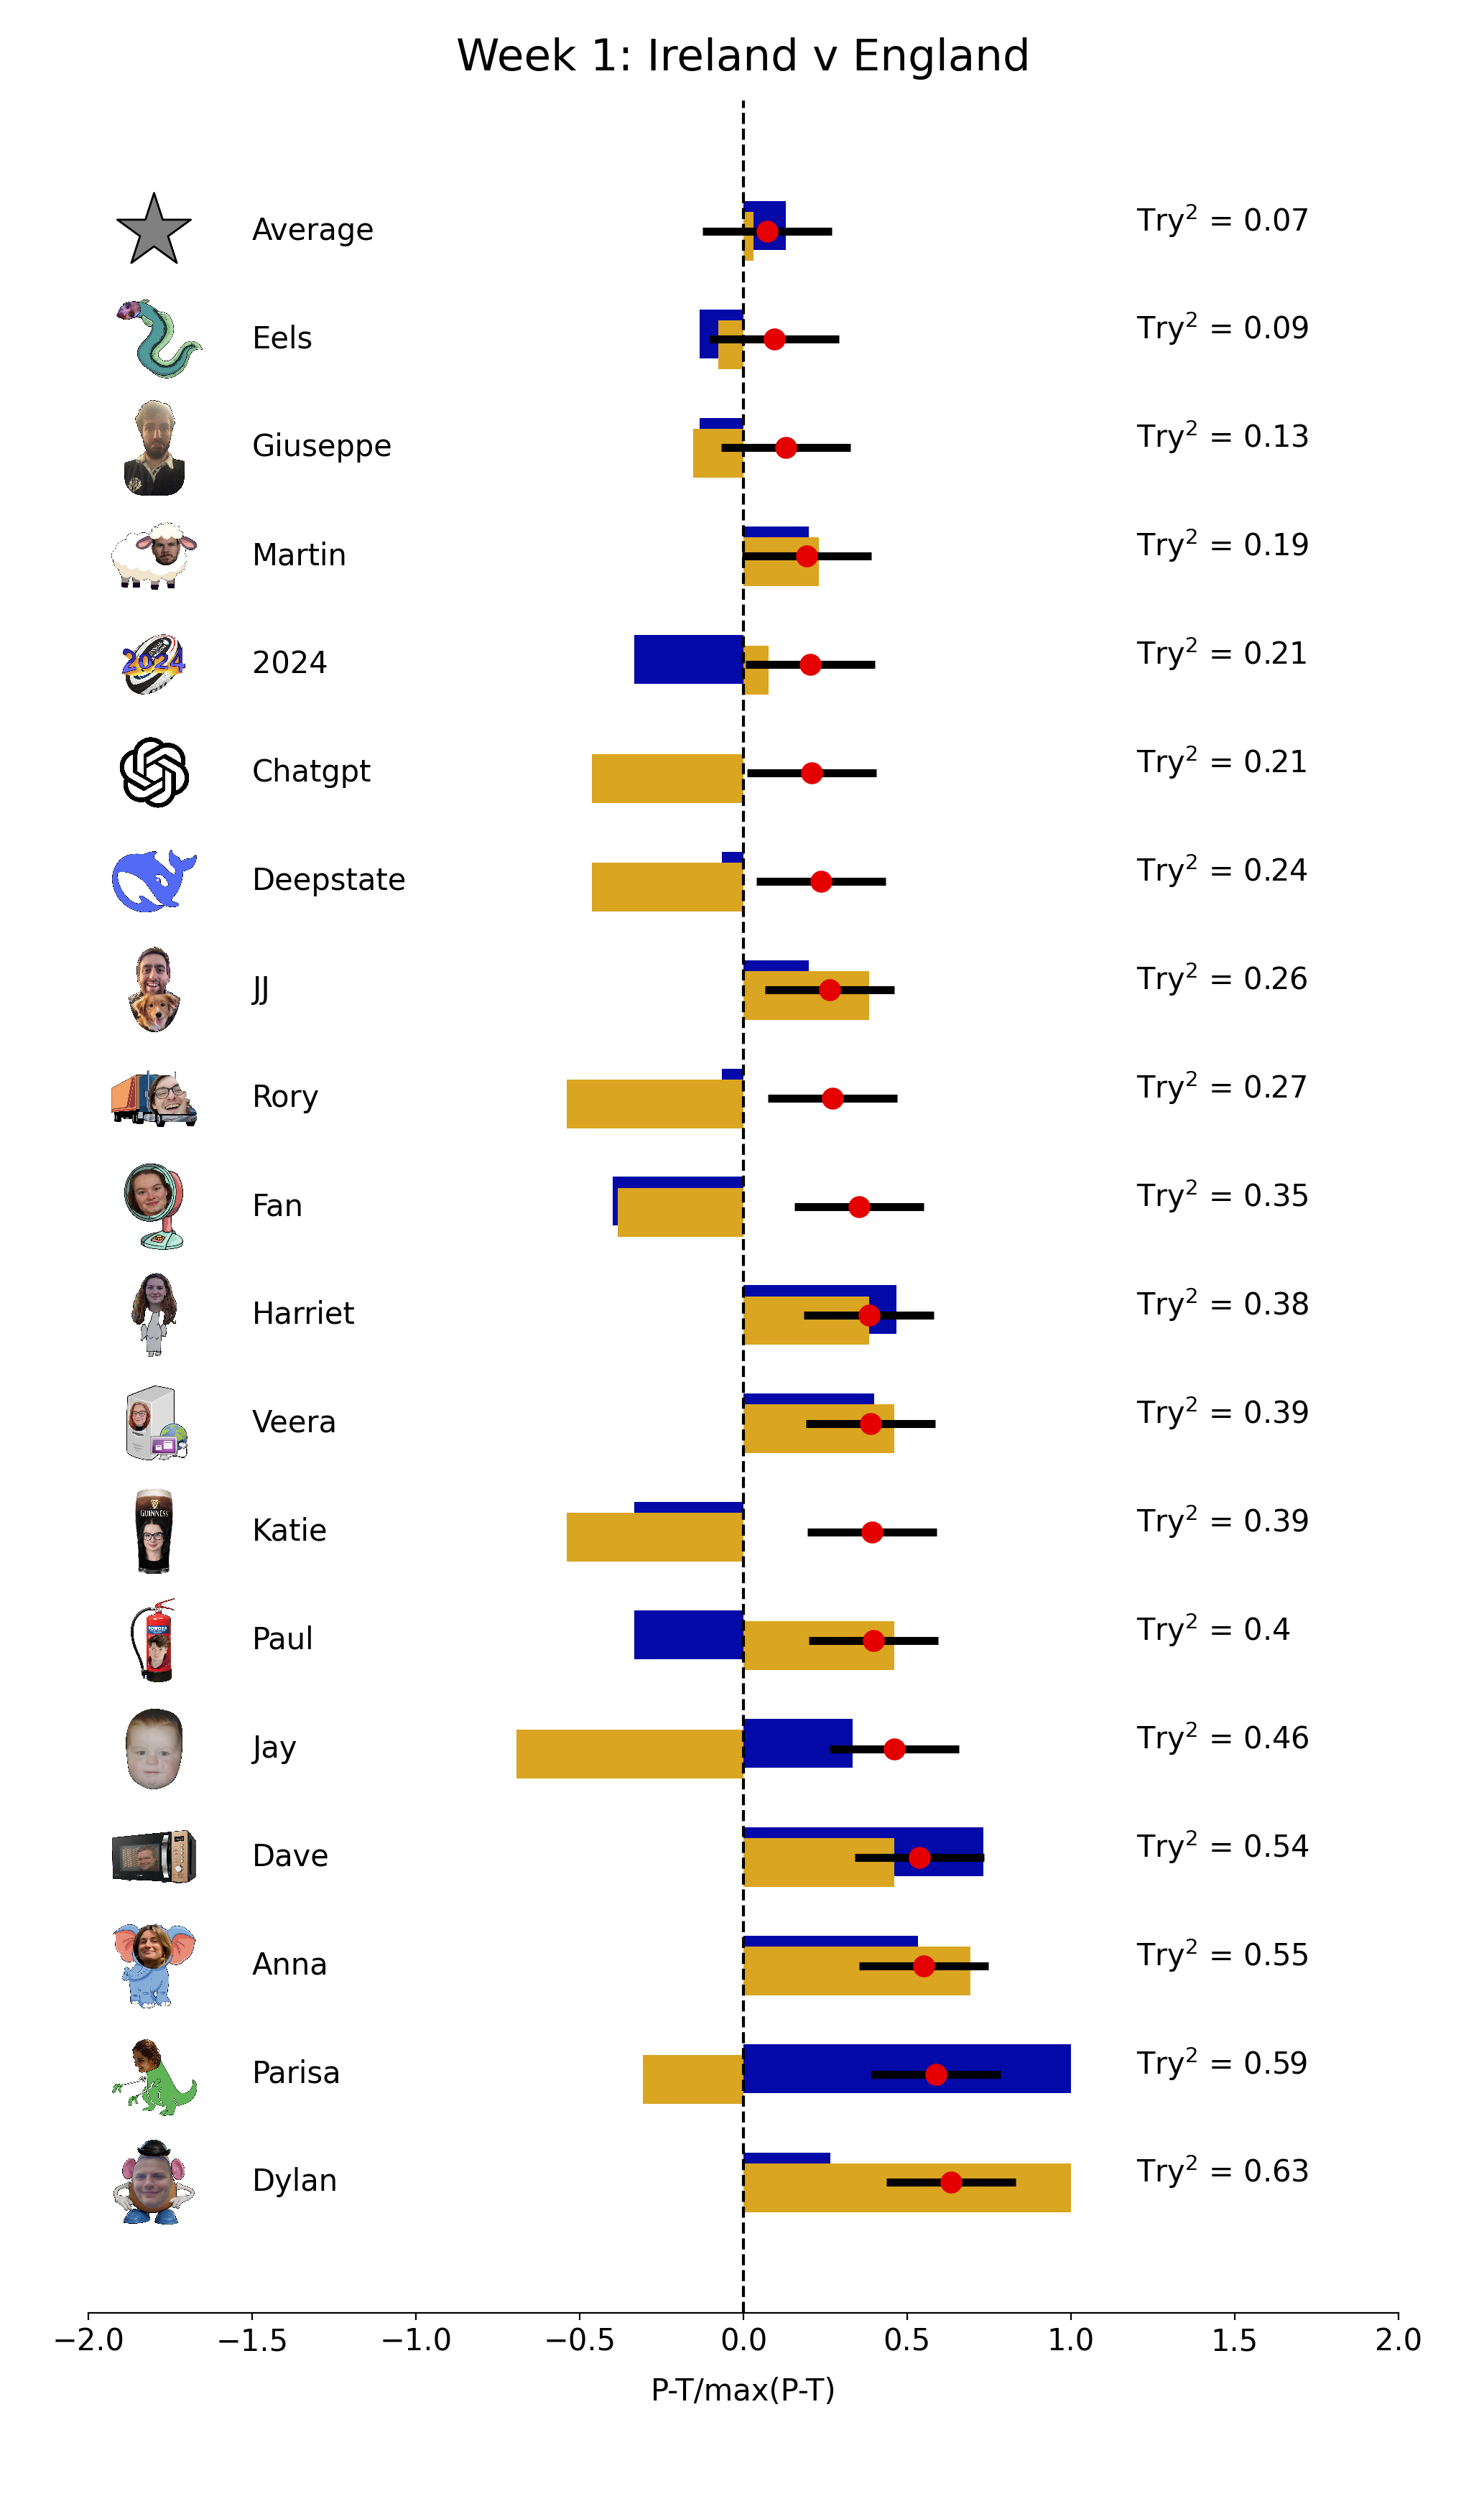 Week 1: Ireland v England
Average Try² = 0.07
Eels Try² = 0.09
Giuseppe Try² = 0.13
Martin Try² = 0.19
2024 2024 Try² = 0.21
Chatgpt Try² = 0.21
Deepstate Try² = 0.24
JJ Try² = 0.26
Rory Try² = 0.27
Fan Try² = 0.35
Harriet Try² = 0.38
Veera Try² = 0.39
GUINNESS Katie Try² = 0.39
POWDER Paul Try² = 0.4
Jay Try² = 0.46
Dave Try² = 0.54
Anna Try² = 0.55
Parisa Try² = 0.59
Dylan Try² = 0.63
−2.0 −1.5 −1.0 −0.5 0.0 0.5 1.0 1.5 2.0
P-T/max(P-T)